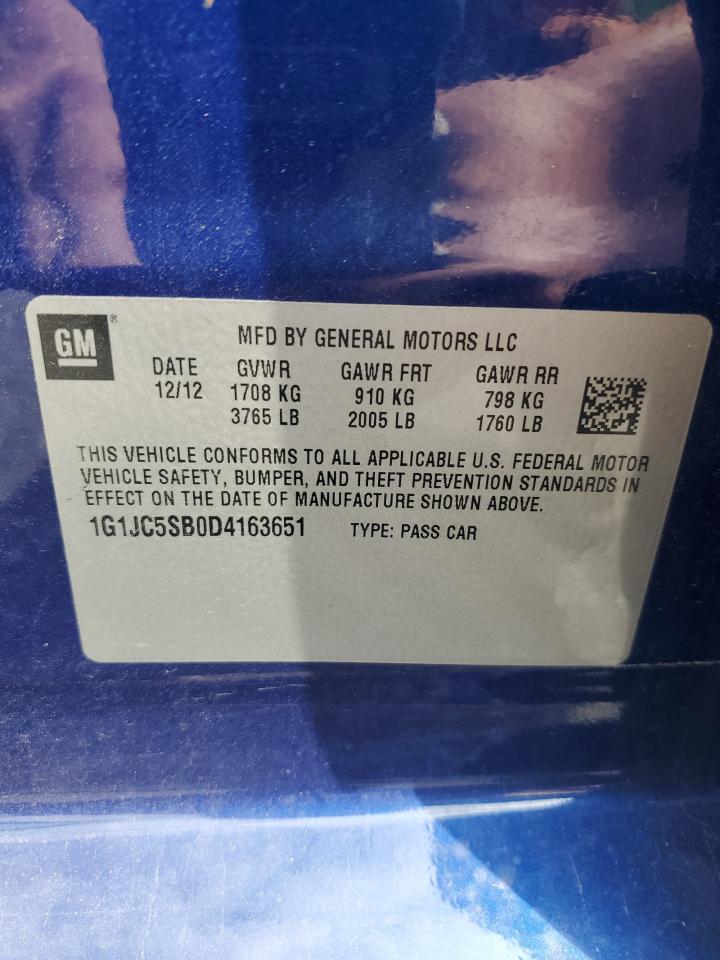 GM®
MFD BY GENERAL MOTORS LLC
DATE GVWR GAWR FRT GAWR RR
12/12 1708 KG 910 KG 798 KG
3765 LB 2005 LB 1760 LB
THIS VEHICLE CONFORMS TO ALL APPLICABLE U.S. FEDERAL MOTOR
VEHICLE SAFETY, BUMPER, AND THEFT PREVENTION STANDARDS IN
EFFECT ON THE DATE OF MANUFACTURE SHOWN ABOVE.
1G1JC5SB0D4163651 TYPE: PASS CAR